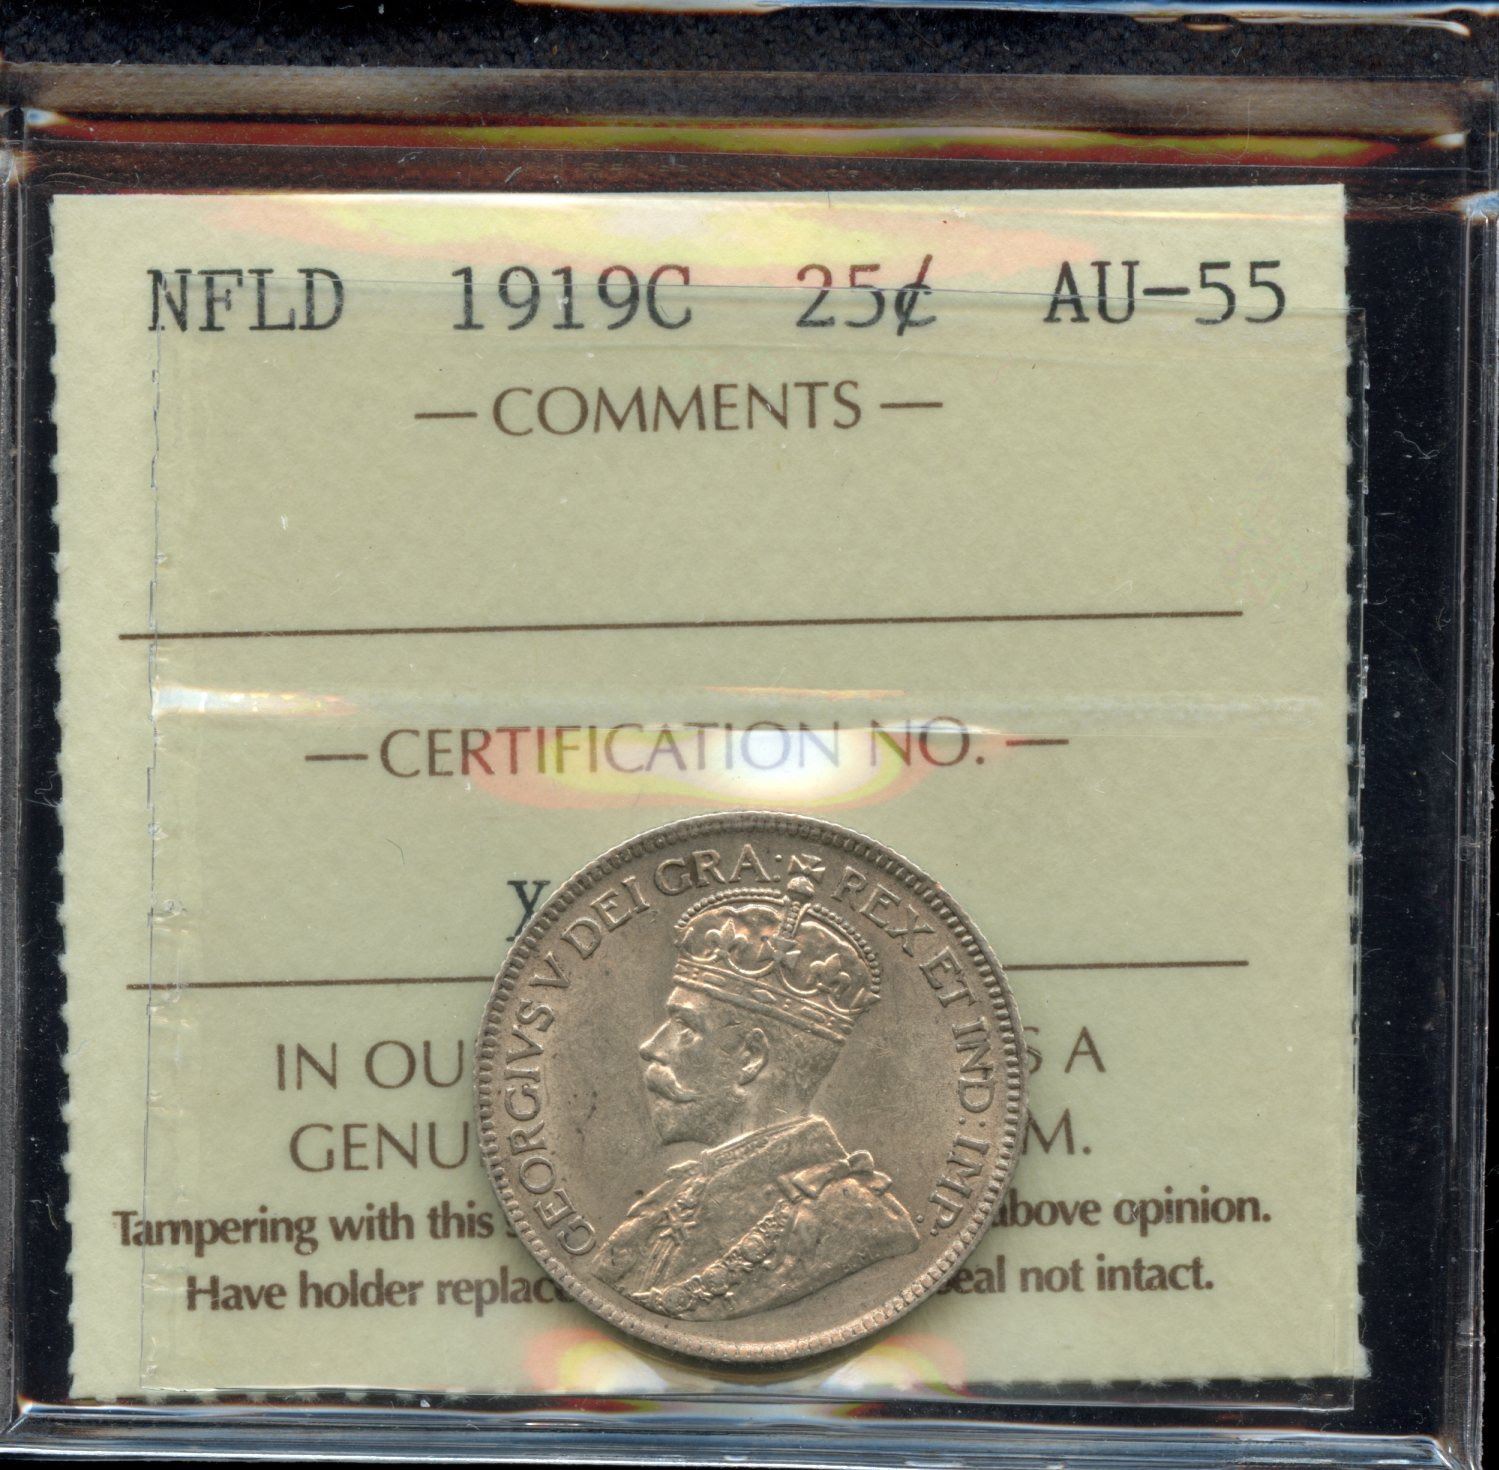 NFLD 1919C 25¢ AU-55
— COMMENTS —
— CERTIFICATION NO. —
GEORGIVS V DEI GRA: REX ET IND: IMP:
IN OU S A
GENU M.
Tampering with this above opinion.
Have holder replac seal not intact.